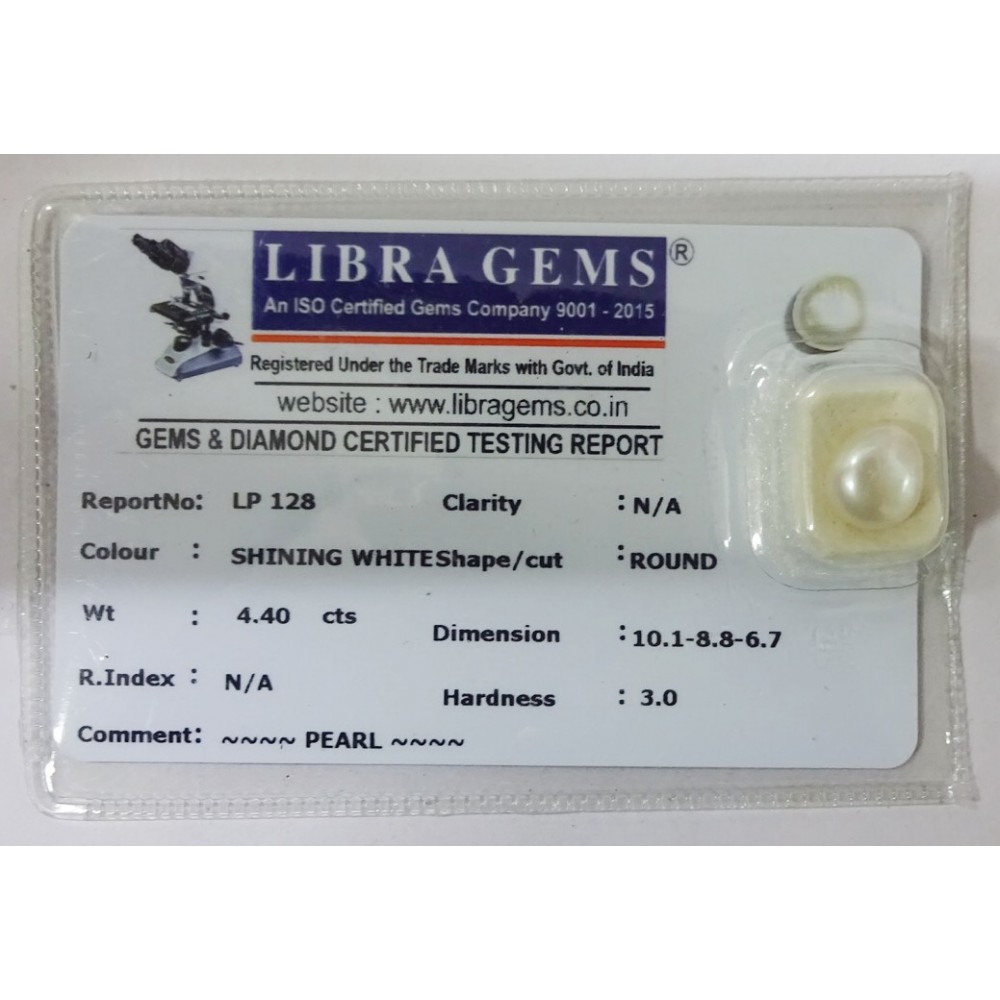 LIBRA GEMS®
An ISO Certified Gems Company 9001 - 2015
Registered Under the Trade Marks with Govt. of India
website : www.libragems.co.in
GEMS & DIAMOND CERTIFIED TESTING REPORT
ReportNo: LP 128 Clarity : N/A
Colour : SHINING WHITE Shape/cut : ROUND
Wt : 4.40 cts Dimension : 10.1-8.8-6.7
R.Index : N/A Hardness : 3.0
Comment: ~~~~ PEARL ~~~~